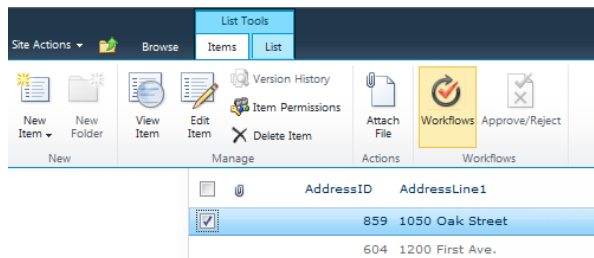 List Tools
Site Actions Browse Items List
Version History
Item Permissions
Delete Item
New Item
New Folder
View Item
Edit Item
Attach File
Workflows
Approve/Reject
New Manage Actions Workflows
AddressID AddressLine1
859 1050 Oak Street
604 1200 First Ave.